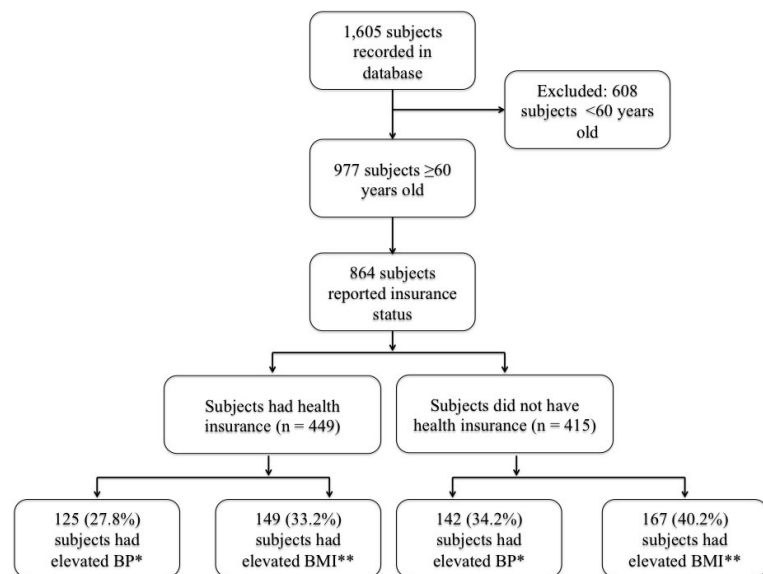 1,605 subjects
recorded in
database
Excluded: 608
subjects <60 years
old
977 subjects ≥60
years old
864 subjects
reported insurance
status
Subjects had health
insurance (n = 449)
Subjects did not have
health insurance (n = 415)
125 (27.8%)
subjects had
elevated BP*
149 (33.2%)
subjects had
elevated BMI**
142 (34.2%)
subjects had
elevated BP*
167 (40.2%)
subjects had
elevated BMI**